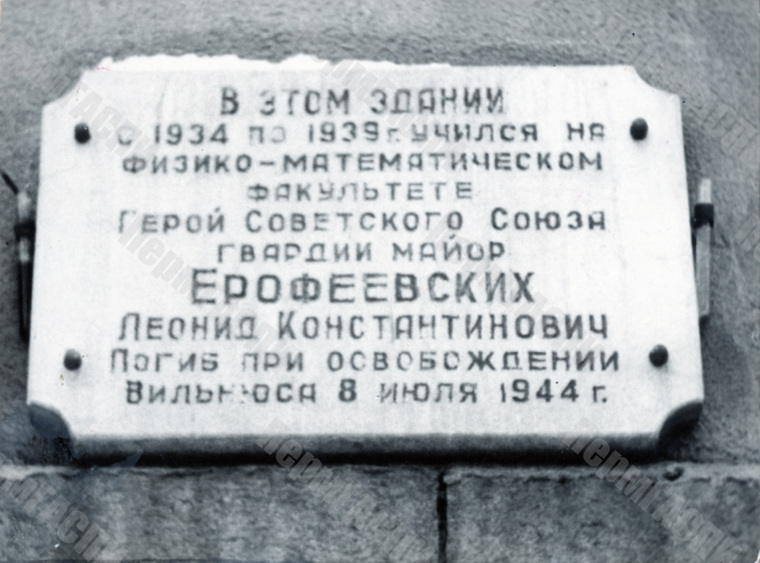 В ЭТОМ ЗДАНИИ
С 1934 ПО 1939 г. УЧИЛСЯ НА
ФИЗИКО-МАТЕМАТИЧЕСКОМ
ФАКУЛЬТЕТЕ
ГЕРОЙ СОВЕТСКОГО СОЮЗА
ГВАРДИИ МАЙОР
ЕРОФЕЕВСКИХ
ЛЕОНИД КОНСТАНТИНОВИЧ
ПОГИБ ПРИ ОСВОБОЖДЕНИИ
ВИЛЬНЮСА 8 ИЮЛЯ 1944 г.